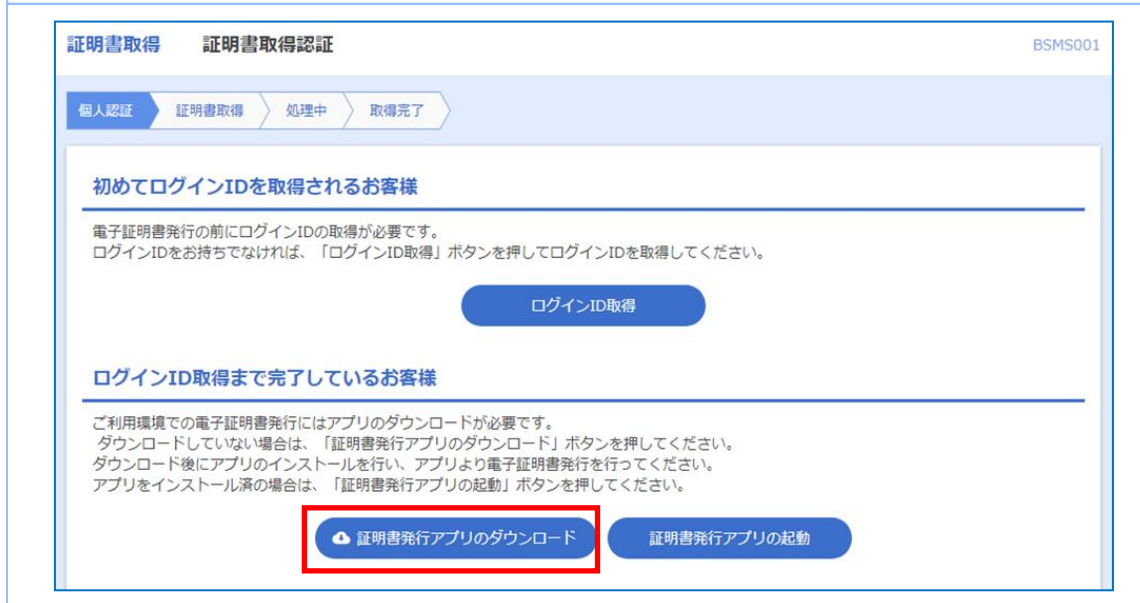 証明書取得 証明書取得認証 BSMS001
個人認証 証明書取得 処理中 取得完了
初めてログインIDを取得されるお客様
電子証明書発行の前にログインIDの取得が必要です。
ログインIDをお持ちでなければ、「ログインID取得」ボタンを押してログインIDを取得してください。
ログインID取得
ログインID取得まで完了しているお客様
ご利用環境での電子証明書発行にはアプリのダウンロードが必要です。
ダウンロードしていない場合は、「証明書発行アプリのダウンロード」ボタンを押してください。
ダウンロード後にアプリのインストールを行い、アプリより電子証明書発行を行ってください。
アプリをインストール済の場合は、「証明書発行アプリの起動」ボタンを押してください。
証明書発行アプリのダウンロード 証明書発行アプリの起動